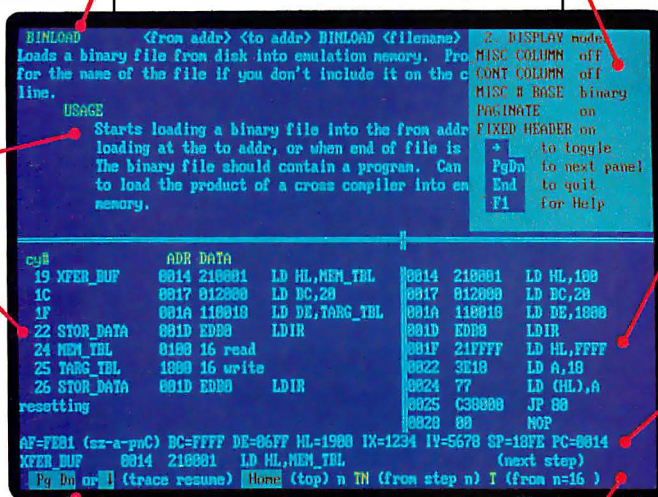 BINLOAD <from addr> <to addr> BINLOAD <filename>
Loads a binary file from disk into emulation memory. Pro
for the name of the file if you don't include it on the c
line.
USAGE
Starts loading a binary file into the from addr
loading at the to addr, or when end of file is
The binary file should contain a program. Can
to load the product of a cross compiler into em
memory.
2. DISPLAY mode
MISC COLUMN off
CONT COLUMN off
MISC # BASE binary
PAGINATE on
FIXED HEADER on
→ to toggle
PgDn to next panel
End to quit
F1 for Help
cy# ADR DATA
19 XFER_BUF 0014 210001 LD HL,MEM_TBL
1C 0017 012000 LD BC,20
1F 001A 110018 LD DE,TARG_TBL
22 STOR_DATA 001D EDB0 LDIR
24 MEM_TBL 0100 16 read
25 TARG_TBL 1800 16 write
26 STOR_DATA 001D EDB0 LDIR
resetting
0014 210001 LD HL,100
0017 012000 LD BC,20
001A 110018 LD DE,1800
001D EDB0 LDIR
001F 21FFFF LD HL,FFFF
0022 3E18 LD A,18
0024 77 LD (HL),A
0025 C38000 JP 80
0028 00 NOP
AF=FE81 (sz-a-pnC) BC=FFFF DE=06FF HL=1900 IX=1234 IY=5678 SP=18FE PC=0014
XFER_BUF 0014 210001 LD HL,MEM_TBL (next step)
Pg Dn or ↓ (trace resume) Home (top) n TN (from step n) T (from n=16 )